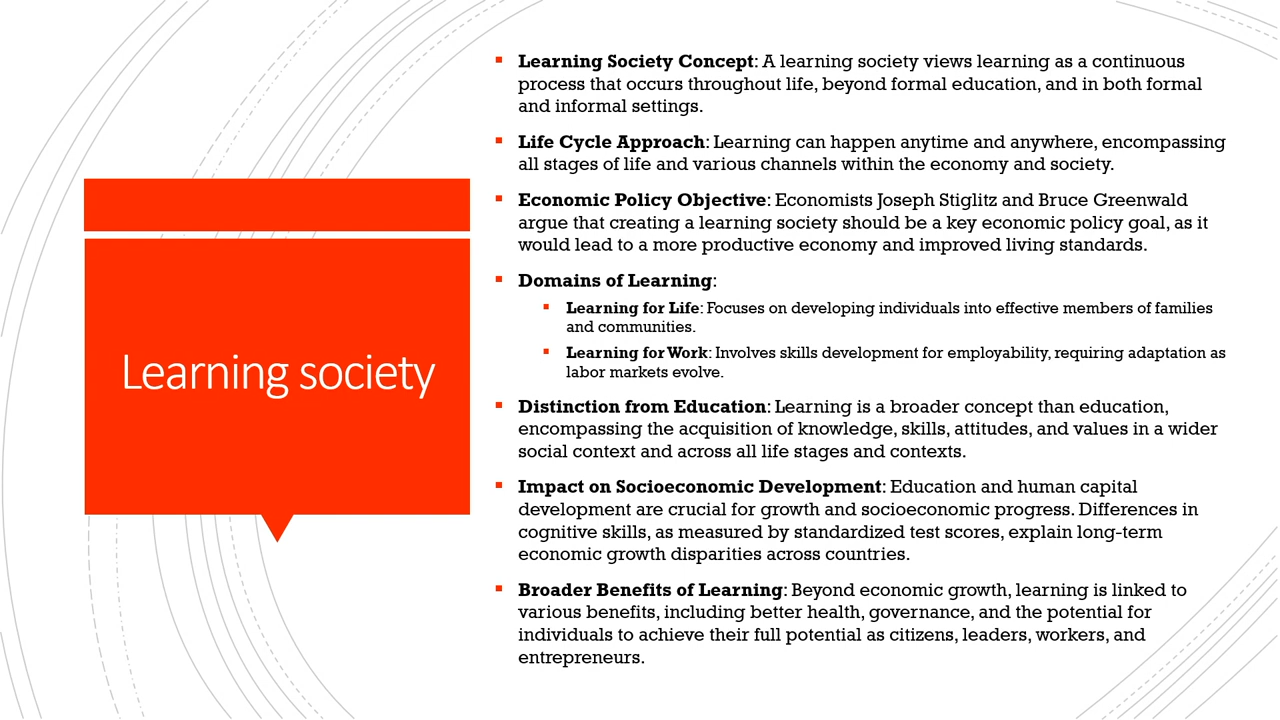 Learning society
Learning Society Concept: A learning society views learning as a continuous
process that occurs throughout life, beyond formal education, and in both formal
and informal settings.
Life Cycle Approach: Learning can happen anytime and anywhere, encompassing
all stages of life and various channels within the economy and society.
Economic Policy Objective: Economists Joseph Stiglitz and Bruce Greenwald
argue that creating a learning society should be a key economic policy goal, as it
would lead to a more productive economy and improved living standards.
Domains of Learning:
Learning for Life: Focuses on developing individuals into effective members of families
and communities.
Learning for Work: Involves skills development for employability, requiring adaptation as
labor markets evolve.
Distinction from Education: Learning is a broader concept than education,
encompassing the acquisition of knowledge, skills, attitudes, and values in a wider
social context and across all life stages and contexts.
Impact on Socioeconomic Development: Education and human capital
development are crucial for growth and socioeconomic progress. Differences in
cognitive skills, as measured by standardized test scores, explain long-term
economic growth disparities across countries.
Broader Benefits of Learning: Beyond economic growth, learning is linked to
various benefits, including better health, governance, and the potential for
individuals to achieve their full potential as citizens, leaders, workers, and
entrepreneurs.